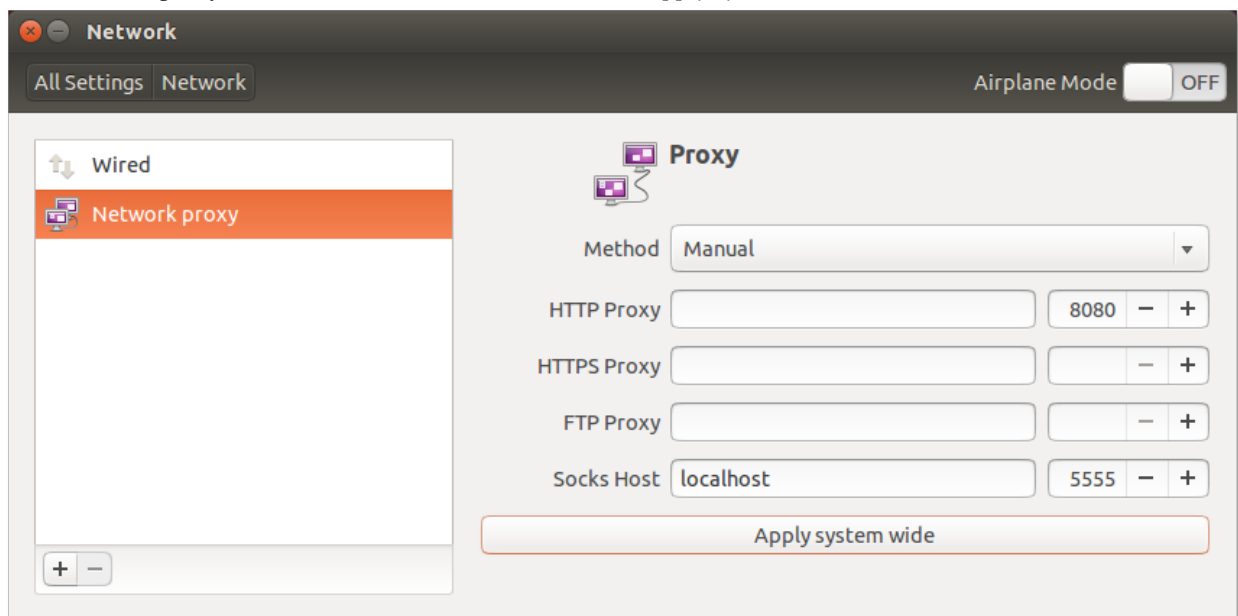 Network
All Settings Network Airplane Mode OFF
Wired
Network proxy
Proxy
Method Manual
HTTP Proxy 8080 − +
HTTPS Proxy − +
FTP Proxy − +
Socks Host localhost 5555 − +
Apply system wide
+ −